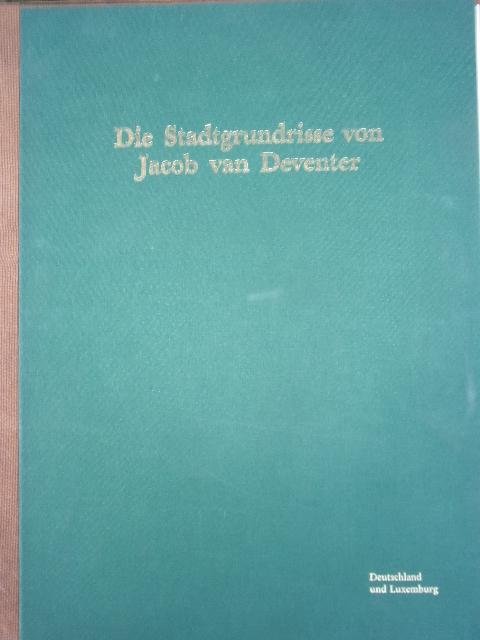 Die Stadtgrundrisse von
Jacob van Deventer
Deutschland
und Luxemburg